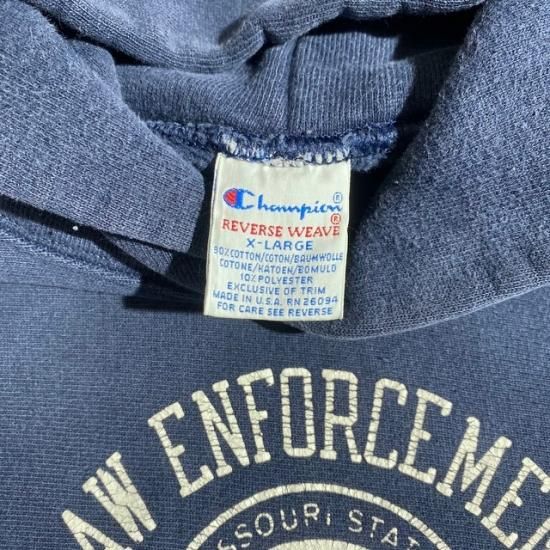 Champion®
REVERSE WEAVE®
X-LARGE
90% COTTON/COTON/BAUMWOLLE
COTONE/KATOEN/BOMULD
10% POLYESTER
EXCLUSIVE OF TRIM
MADE IN U.S.A. RN 26094
FOR CARE SEE REVERSE
AW ENFORCEME
SSOURI STAT